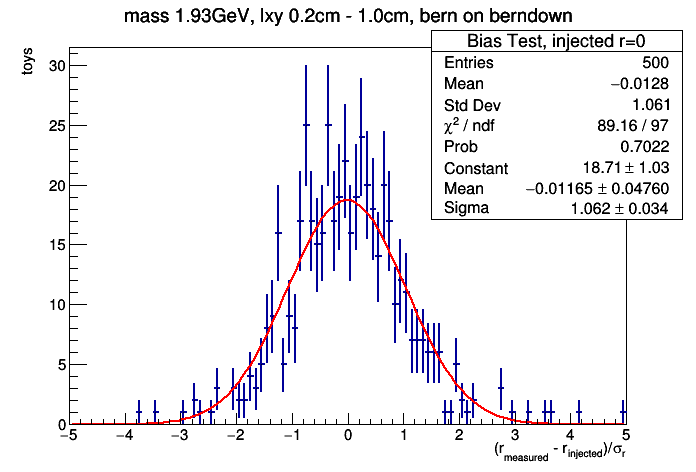 mass 1.93GeV, lxy 0.2cm - 1.0cm, bern on berndown
Bias Test, injected r=0
Entries 500
Mean −0.0128
Std Dev 1.061
χ² / ndf 89.16 / 97
Prob 0.7022
Constant 18.71 ± 1.03
Mean −0.01165 ± 0.04760
Sigma 1.062 ± 0.034
toys
30
25
20
15
10
5
0
−5 −4 −3 −2 −1 0 1 2 3 4 5
(r_measured - r_injected)/σ_r